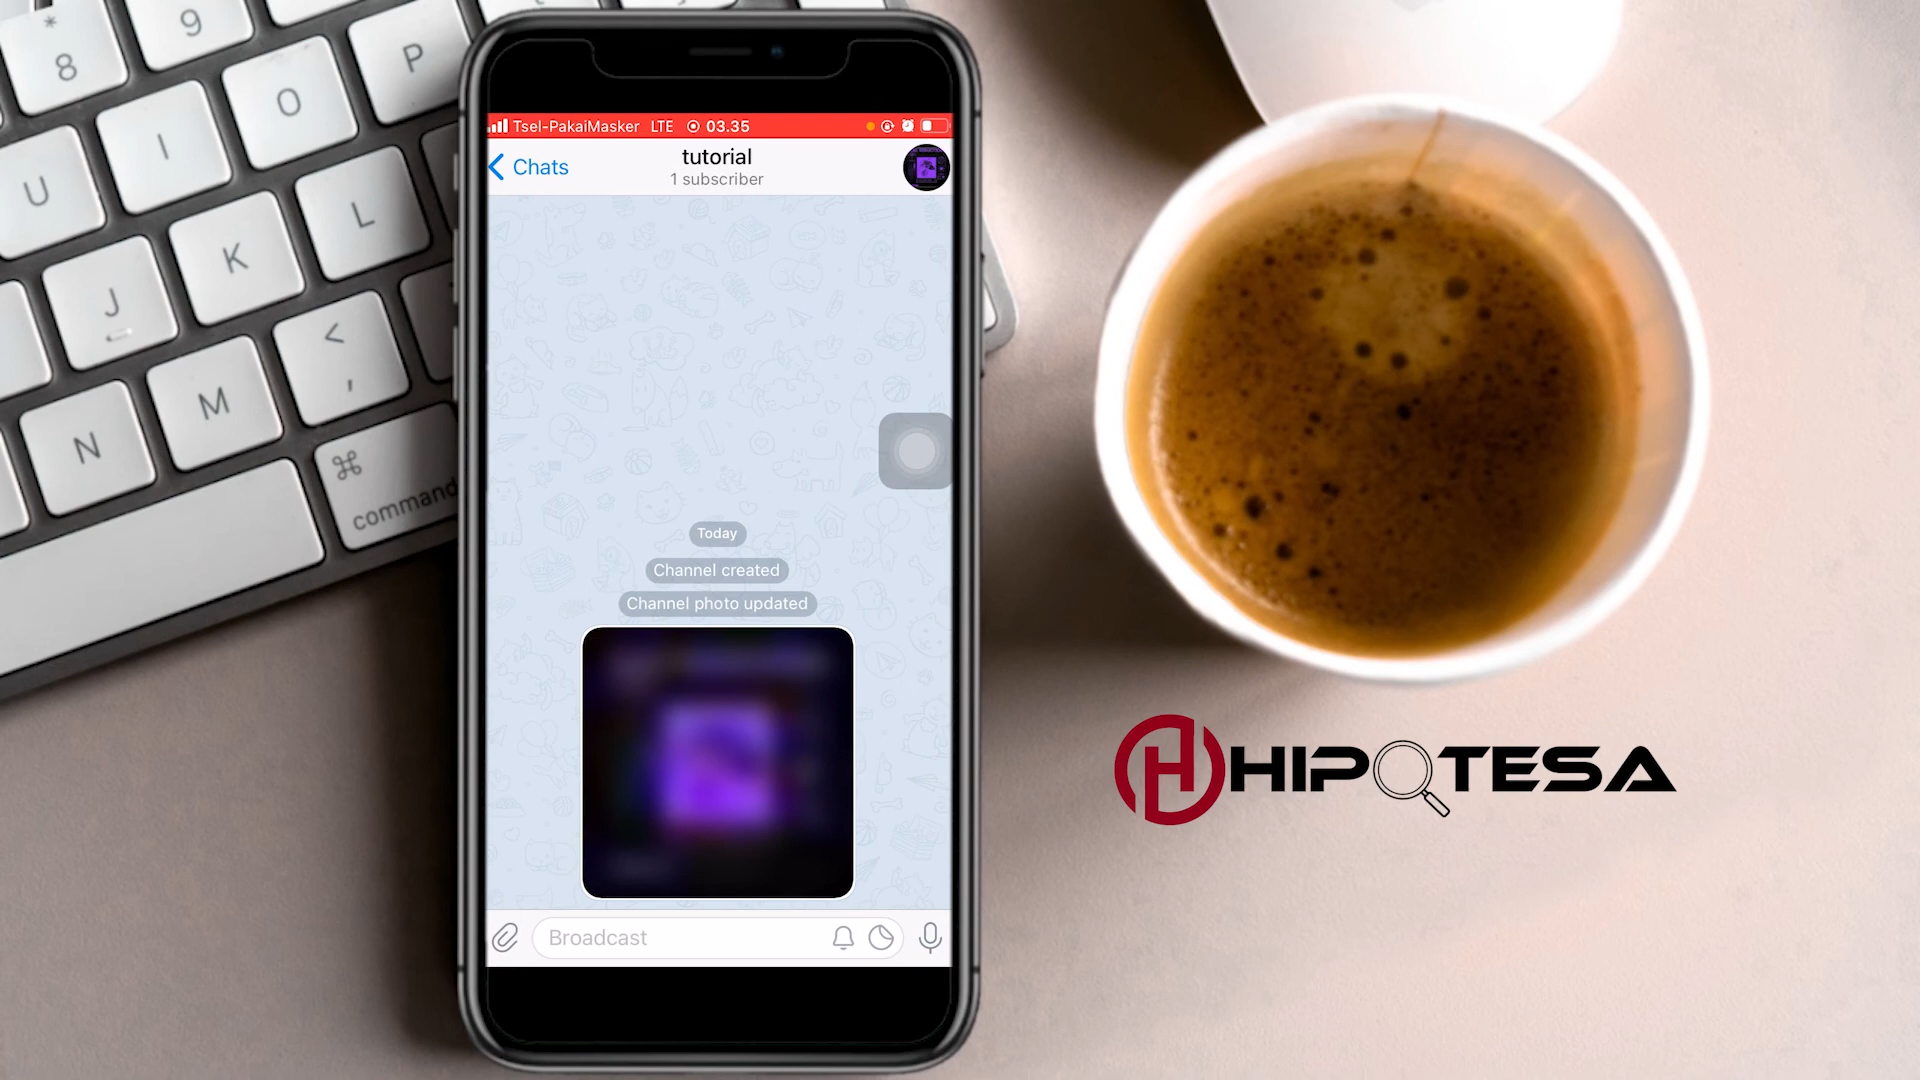 * 8
9
O
P
U
I
L
J
K
N
M
<
,
⌘
command
Tsel-PakaiMasker LTE 03.35
Chats
tutorial
1 subscriber
Today
Channel created
Channel photo updated
Broadcast
HIPOTESA